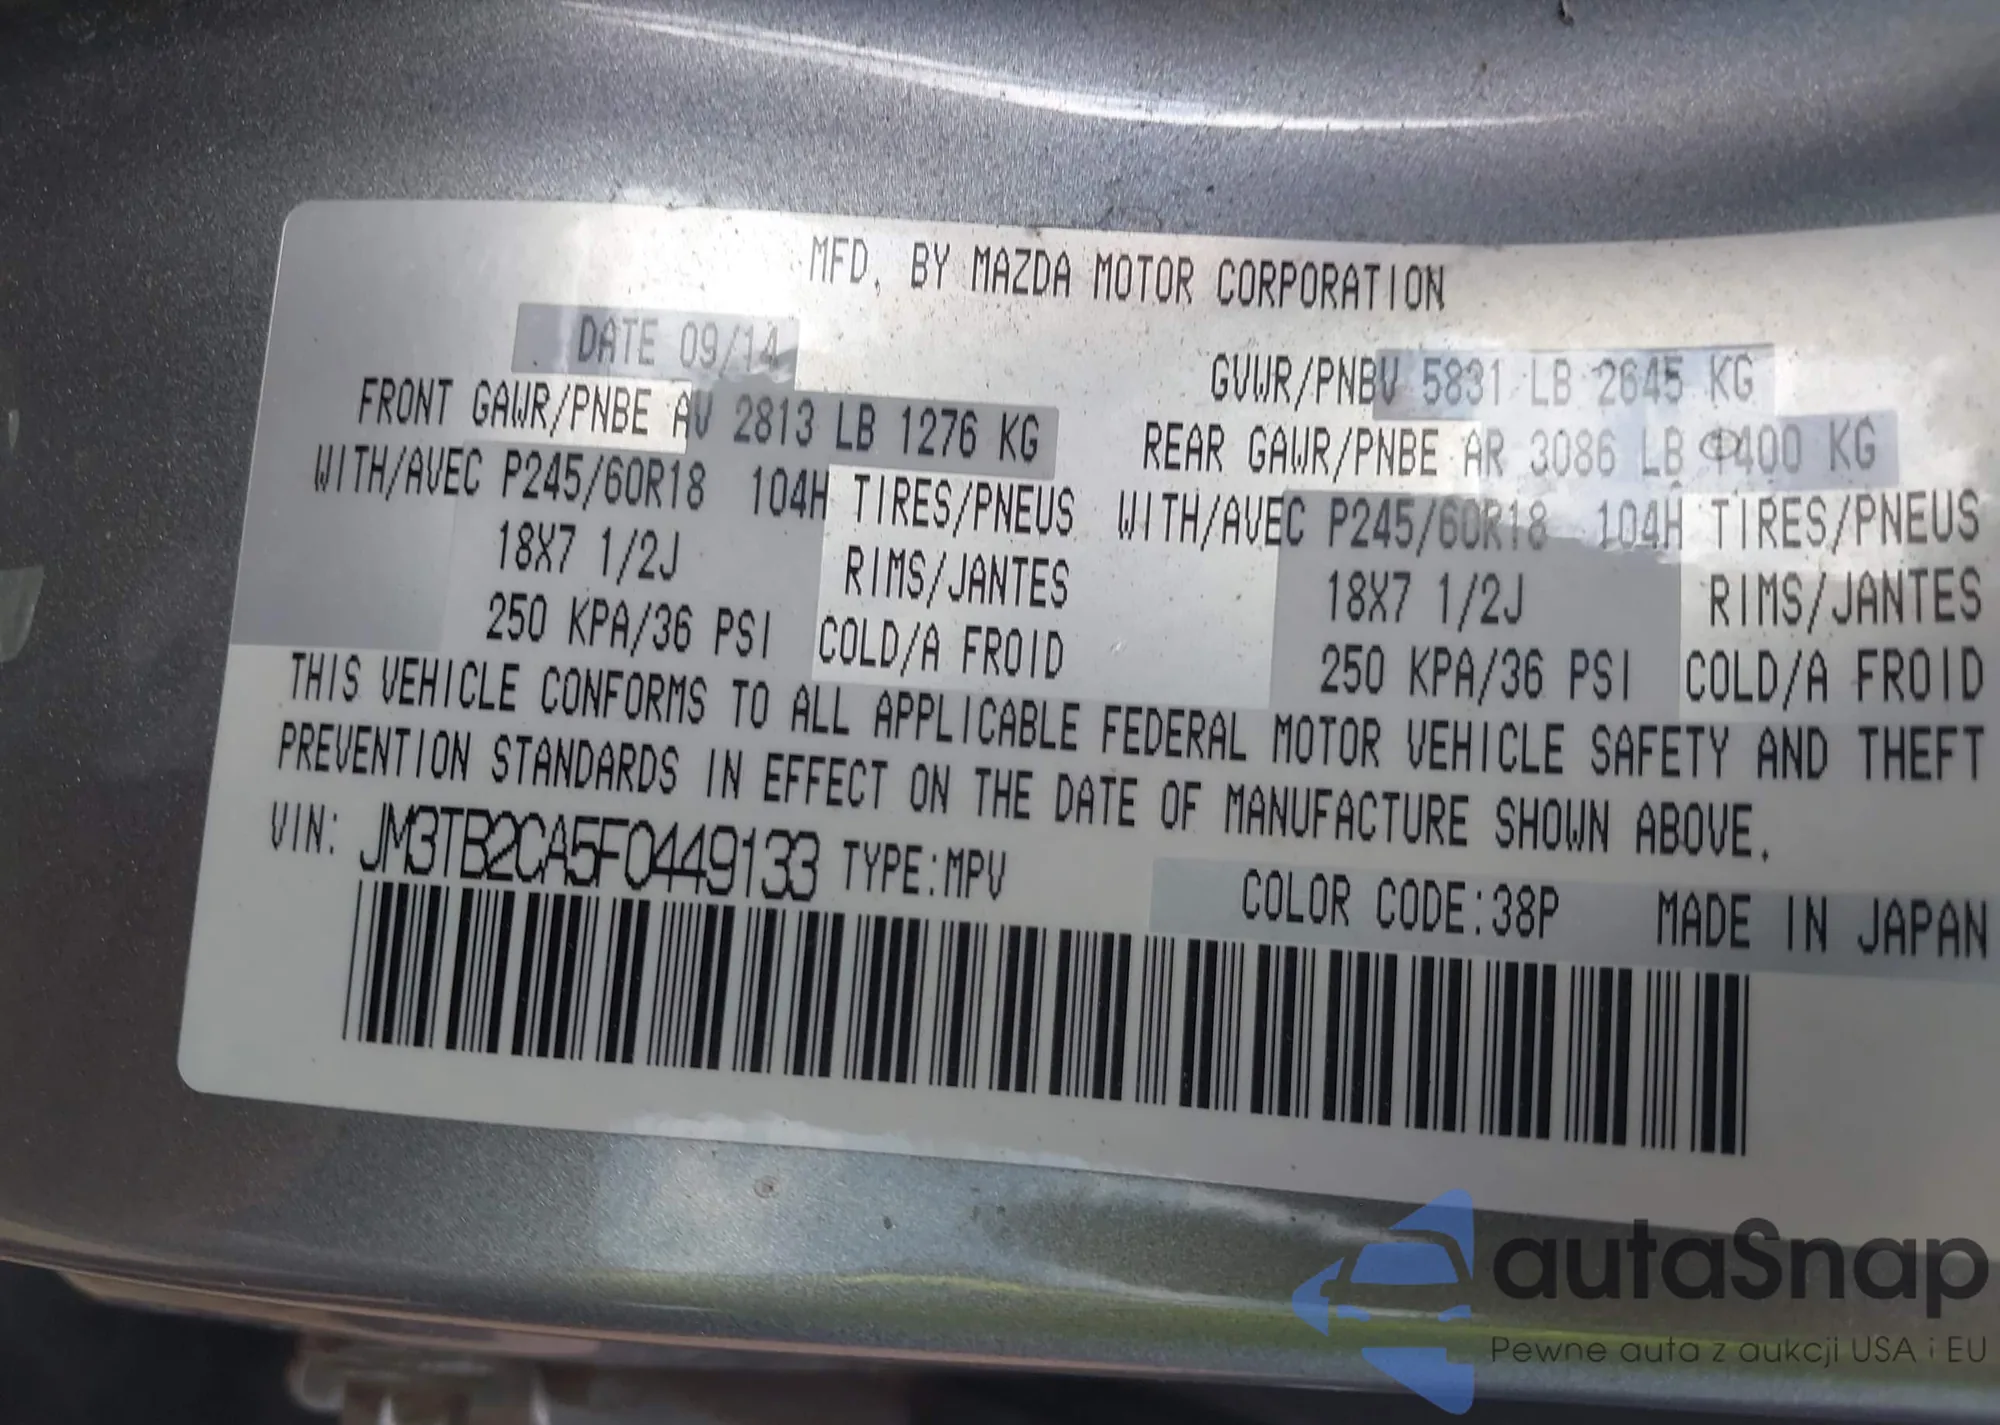 MFD. BY MAZDA MOTOR CORPORATION
DATE 09/14
GVWR/PNBV 5831 LB 2645 KG
FRONT GAWR/PNBE AV 2813 LB 1276 KG
REAR GAWR/PNBE AR 3086 LB 1400 KG
WITH/AVEC P245/60R18 104H TIRES/PNEUS
WITH/AVEC P245/60R18 104H TIRES/PNEUS
18X7 1/2J RIMS/JANTES
18X7 1/2J RIMS/JANTES
250 KPA/36 PSI COLD/A FROID
250 KPA/36 PSI COLD/A FROID
THIS VEHICLE CONFORMS TO ALL APPLICABLE FEDERAL MOTOR VEHICLE SAFETY AND THEFT
PREVENTION STANDARDS IN EFFECT ON THE DATE OF MANUFACTURE SHOWN ABOVE.
VIN: JM3TB2CA5F0449133 TYPE:MPV
COLOR CODE:38P MADE IN JAPAN
autaSnap
Pewne auta z aukcji USA i EU